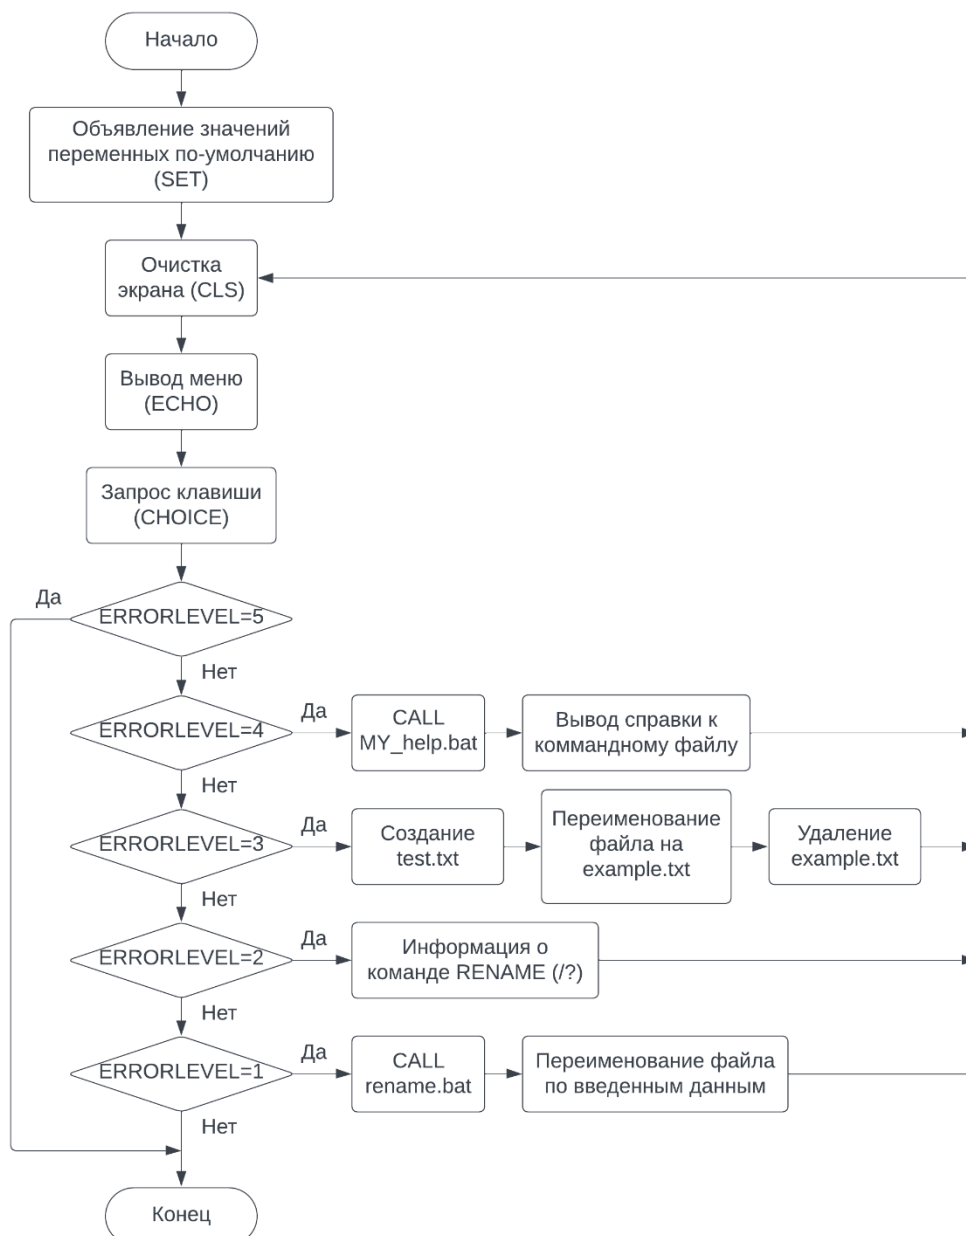 Начало
Объявление значений
переменных по-умолчанию
(SET)
Очистка
экрана (CLS)
Вывод меню
(ECHO)
Запрос клавиши
(CHOICE)
Да
ERRORLEVEL=5
Нет
ERRORLEVEL=4
Да
CALL
MY_help.bat
Вывод справки к
коммандному файлу
Нет
ERRORLEVEL=3
Да
Создание
test.txt
Переименование
файла на
example.txt
Удаление
example.txt
Нет
ERRORLEVEL=2
Да
Информация о
команде RENAME (/?)
Нет
ERRORLEVEL=1
Да
CALL
rename.bat
Переименование файла
по введенным данным
Нет
Конец